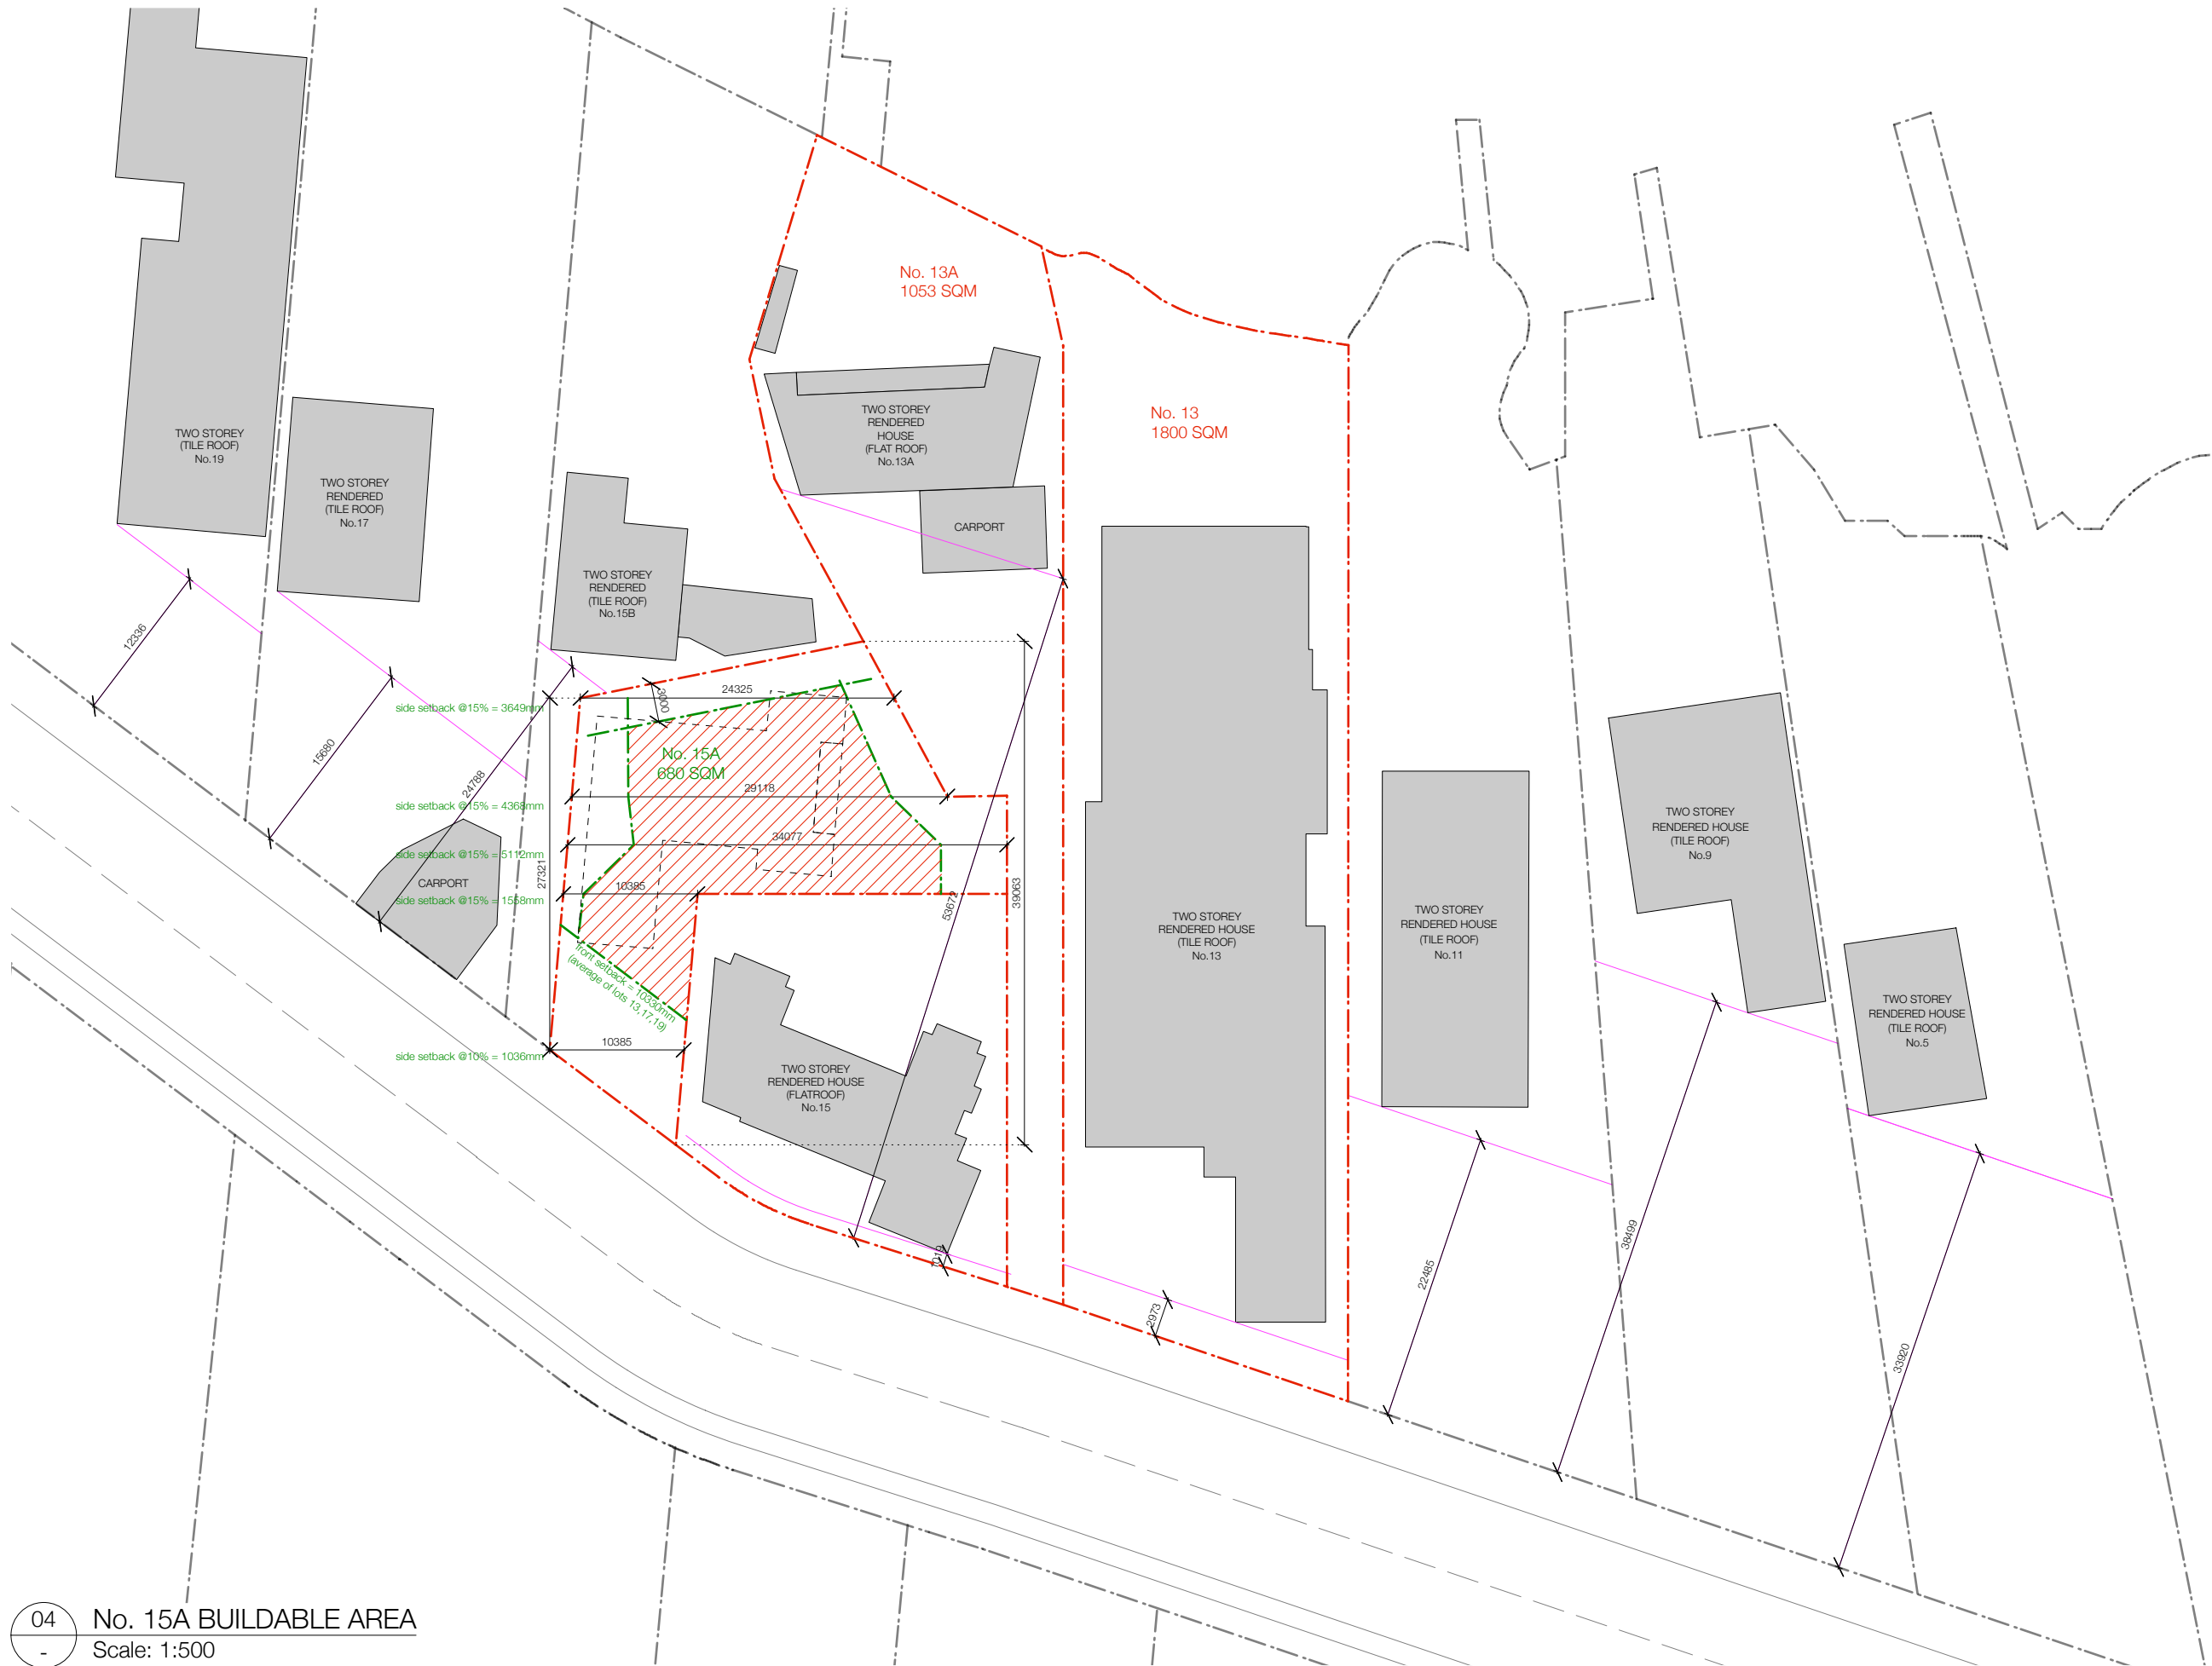 No. 13A
1053 SQM
No. 13
1800 SQM
TWO STOREY
(TILE ROOF)
No.19
TWO STOREY
RENDERED
(TILE ROOF)
No.17
TWO STOREY
RENDERED
HOUSE
(FLAT ROOF)
No.13A
CARPORT
TWO STOREY
RENDERED
(TILE ROOF)
No.15B
12336
15680
24788
side setback @15% = 3649mm
24325
3000
No. 15A
680 SQM
29118
side setback @15% = 4368mm
34077
side setback @15% = 5112mm
27321
CARPORT
side setback @15% = 1558mm
10385
53672
39063
front setback = 10330mm
(average of lots 13,17,19)
side setback @10% = 1036mm
10385
TWO STOREY
RENDERED HOUSE
(FLATROOF)
No.15
TWO STOREY
RENDERED HOUSE
(TILE ROOF)
No.13
TWO STOREY
RENDERED HOUSE
(TILE ROOF)
No.11
TWO STOREY
RENDERED HOUSE
(TILE ROOF)
No.9
TWO STOREY
RENDERED HOUSE
(TILE ROOF)
No.5
2973
22485
38499
33920
04
-
No. 15A BUILDABLE AREA
Scale: 1:500